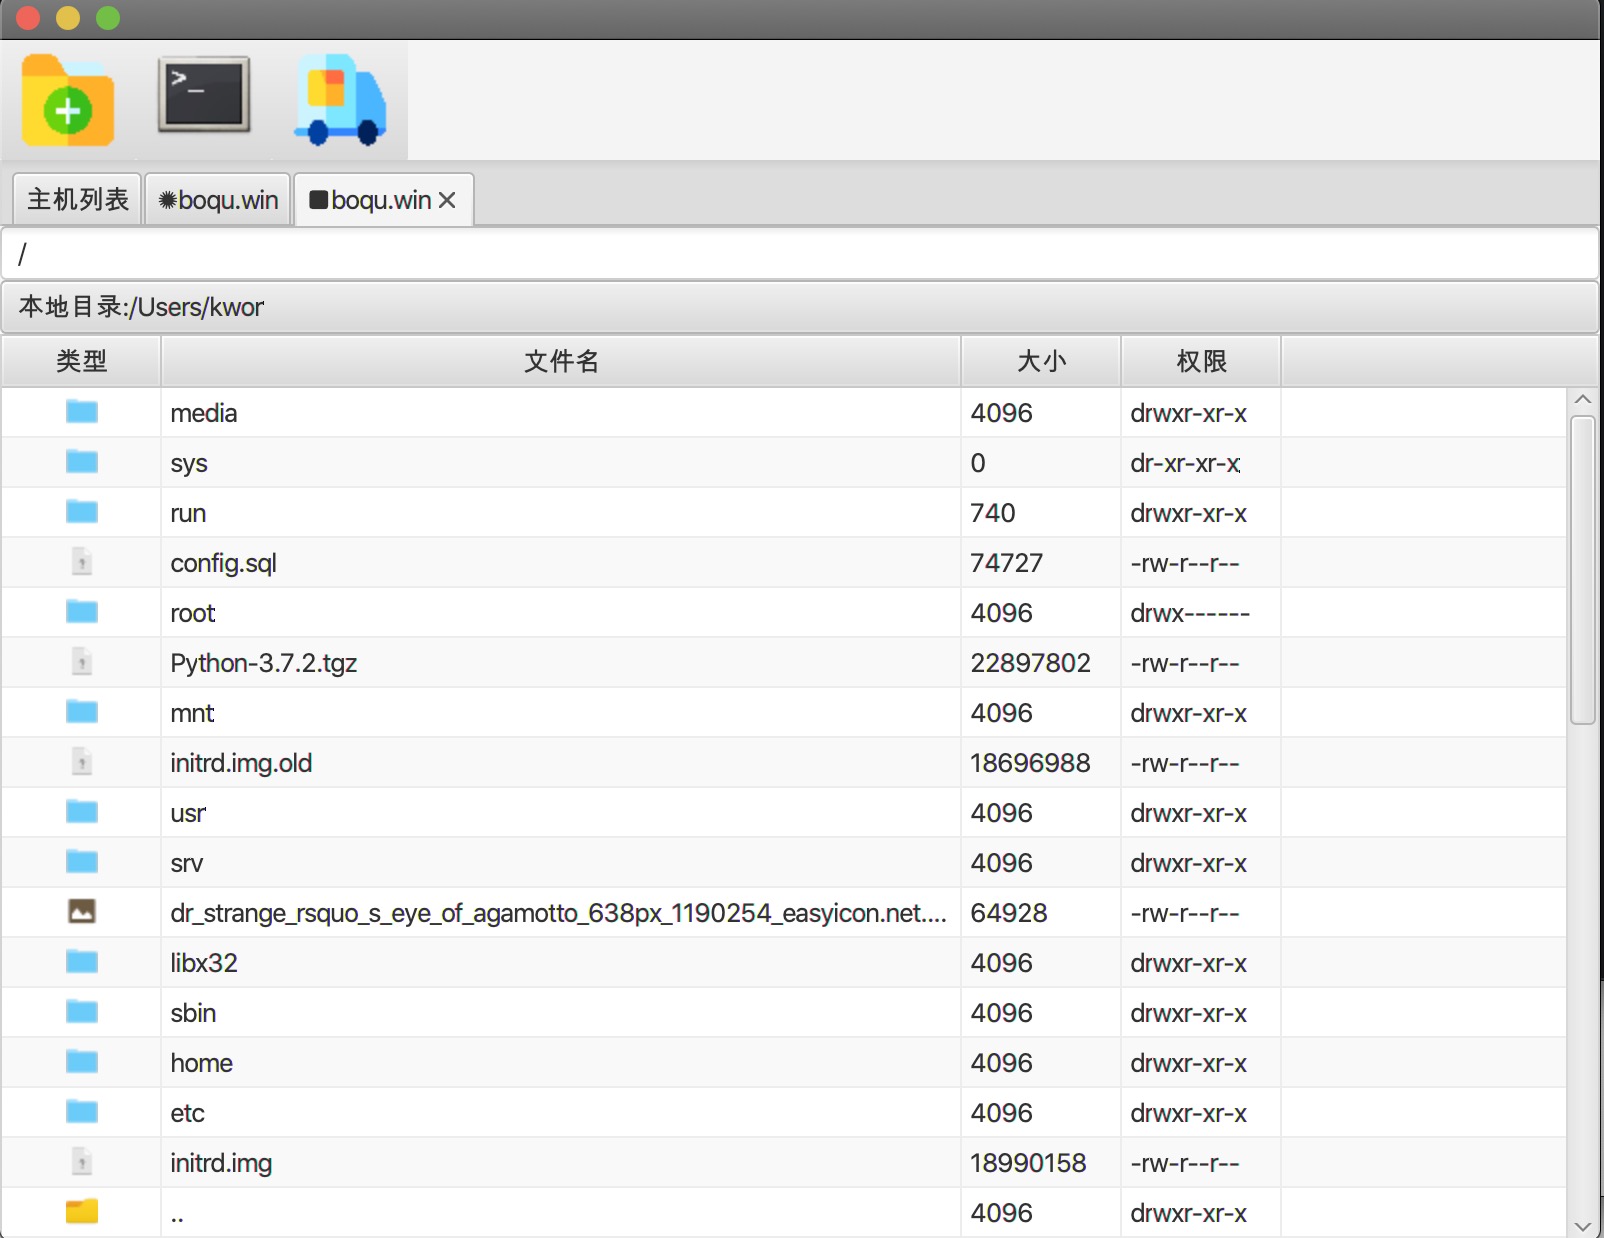 >_
主机列表 ✺boqu.win ■boqu.win ×
/
本地目录:/Users/kwor
类型 文件名 大小 权限
media 4096 drwxr-xr-x
sys 0 dr-xr-xr-x
run 740 drwxr-xr-x
config.sql 74727 -rw-r--r--
root 4096 drwx------
Python-3.7.2.tgz 22897802 -rw-r--r--
mnt 4096 drwxr-xr-x
initrd.img.old 18696988 -rw-r--r--
usr 4096 drwxr-xr-x
srv 4096 drwxr-xr-x
dr_strange_rsquo_s_eye_of_agamotto_638px_1190254_easyicon.net.... 64928 -rw-r--r--
libx32 4096 drwxr-xr-x
sbin 4096 drwxr-xr-x
home 4096 drwxr-xr-x
etc 4096 drwxr-xr-x
initrd.img 18990158 -rw-r--r--
.. 4096 drwxr-xr-x